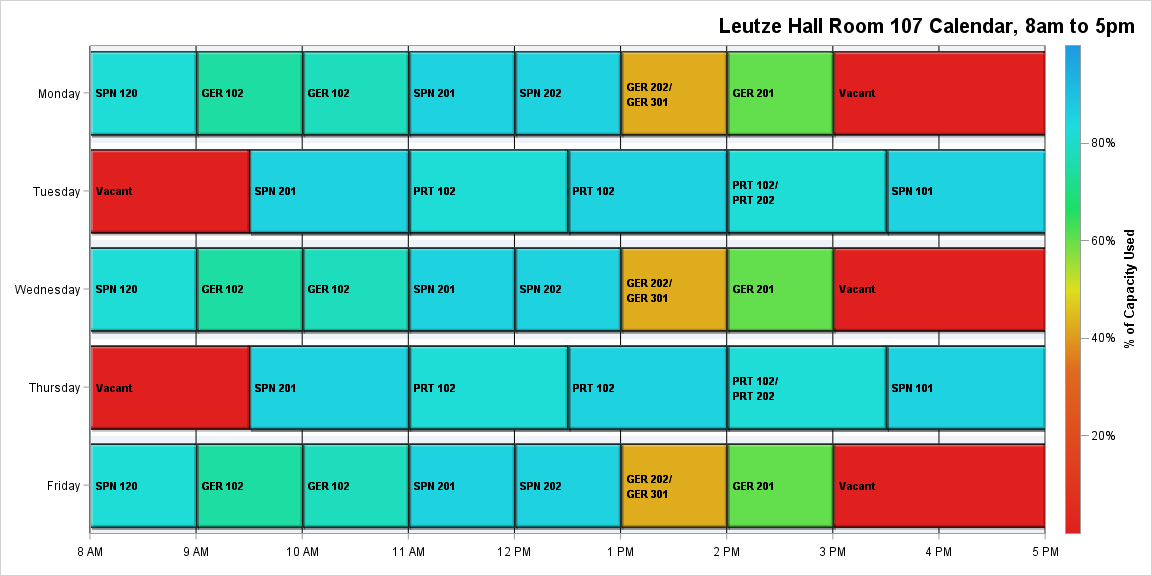 Leutze Hall Room 107 Calendar, 8am to 5pm
Monday
SPN 120
GER 102
GER 102
SPN 201
SPN 202
GER 202/
GER 301
GER 201
Vacant
Tuesday
Vacant
SPN 201
PRT 102
PRT 102
PRT 102/
PRT 202
SPN 101
Wednesday
SPN 120
GER 102
GER 102
SPN 201
SPN 202
GER 202/
GER 301
GER 201
Vacant
Thursday
Vacant
SPN 201
PRT 102
PRT 102
PRT 102/
PRT 202
SPN 101
Friday
SPN 120
GER 102
GER 102
SPN 201
SPN 202
GER 202/
GER 301
GER 201
Vacant
8 AM
9 AM
10 AM
11 AM
12 PM
1 PM
2 PM
3 PM
4 PM
5 PM
80%
60%
40%
20%
% of Capacity Used